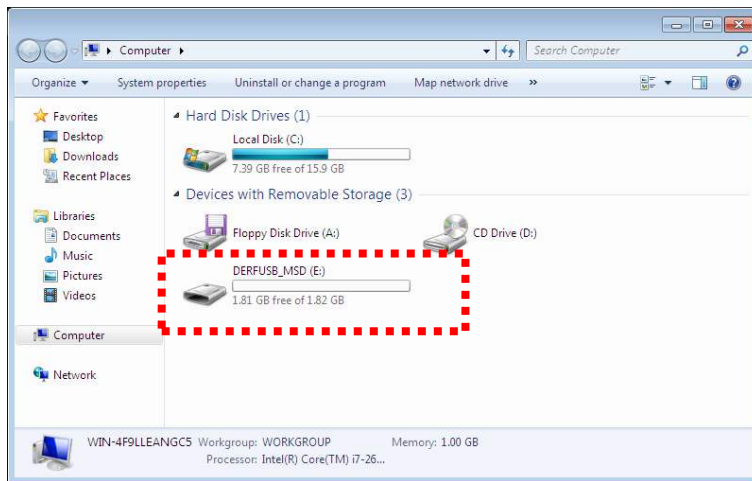 Computer
Search Computer
Organize
System properties
Uninstall or change a program
Map network drive
»
Favorites
Desktop
Downloads
Recent Places
Libraries
Documents
Music
Pictures
Videos
Computer
Network
Hard Disk Drives (1)
Local Disk (C:)
7.39 GB free of 15.9 GB
Devices with Removable Storage (3)
Floppy Disk Drive (A:)
CD Drive (D:)
DERFUSB_MSD (E:)
1.81 GB free of 1.82 GB
WIN-4F9LLEANGC5 Workgroup: WORKGROUP Memory: 1.00 GB
Processor: Intel(R) Core(TM) i7-26...